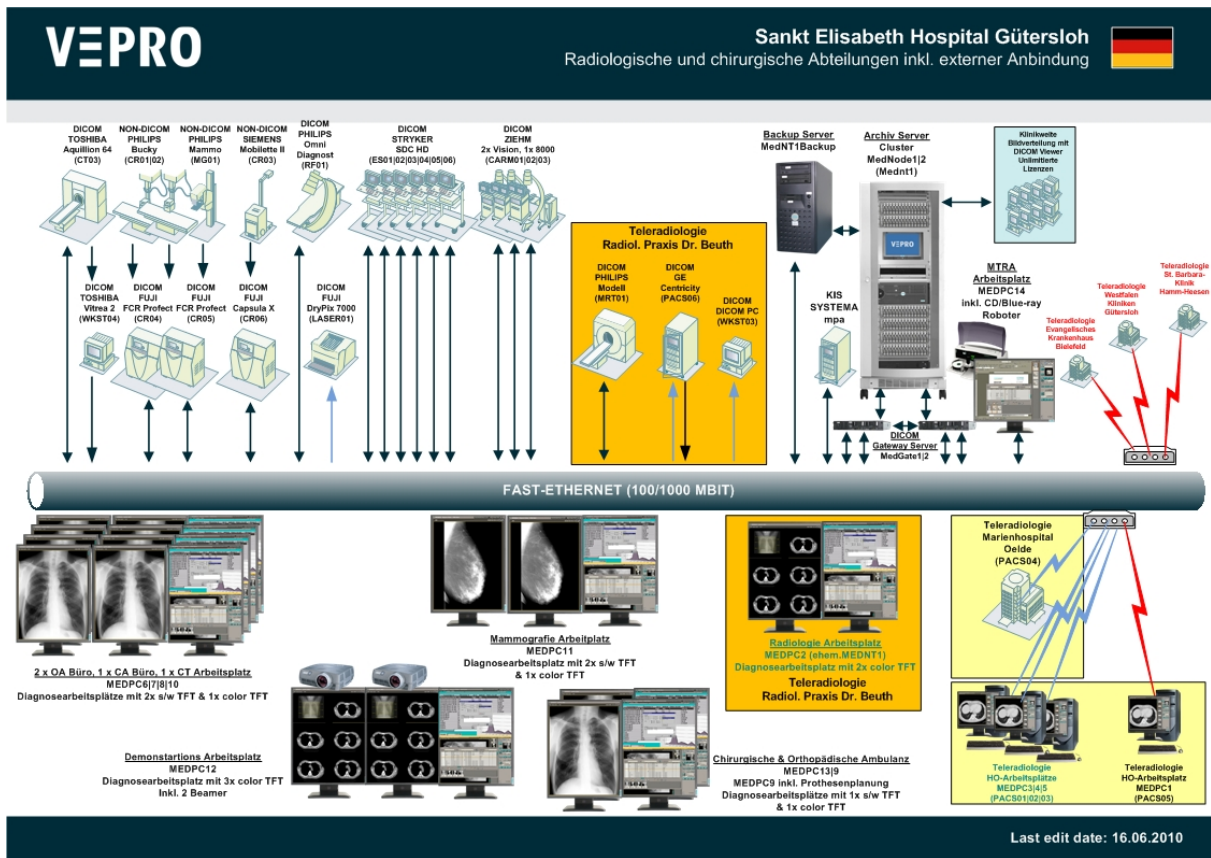 VEPRO
Sankt Elisabeth Hospital Gütersloh
Radiologische und chirurgische Abteilungen inkl. externer Anbindung
DICOM
TOSHIBA
Aquillion 64
(CT03)
NON-DICOM
PHILIPS
Bucky
(CR01|02)
NON-DICOM
PHILIPS
Mammo
(MG01)
NON-DICOM
SIEMENS
Mobilette II
(CR03)
DICOM
PHILIPS
Omni
Diagnost
(RF01)
DICOM
STRYKER
SDC HD
(ES01|02|03|04|05|06)
DICOM
ZIEHM
2x Vision, 1x 8000
(CARM01|02|03)
Backup Server
MedNT1Backup
Archiv Server
Cluster
MedNode1|2
(Mednt1)
Klinikweite
Bildverteilung mit
DICOM Viewer
Unlimitierte
Lizenzen
VEPRO
DICOM
TOSHIBA
Vitrea 2
(WKST04)
DICOM
FUJI
FCR Profect
(CR04)
DICOM
FUJI
FCR Profect
(CR05)
DICOM
FUJI
Capsula X
(CR06)
DICOM
FUJI
DryPix 7000
(LASER01)
Teleradiologie
Radiol. Praxis Dr. Beuth
DICOM
PHILIPS
Modell
(MRT01)
DICOM
GE
Centricity
(PACS06)
DICOM
DICOM PC
(WKST03)
KIS
SYSTEMA
mpa
MTRA
Arbeitsplatz
MEDPC14
inkl. CD/Blue-ray
Roboter
Teleradiologie
Evangelisches
Krankenhaus
Bielefeld
Teleradiologie
Westfalen
Kliniken
Gütersloh
Teleradiologie
St. Barbara-
Klinik
Hamm-Heesen
DICOM
Gateway Server
MedGate1|2
FAST-ETHERNET (100/1000 MBIT)
2 x OA Büro, 1 x CA Büro, 1 x CT Arbeitsplatz
MEDPC6|7|8|10
Diagnosearbeitsplätze mit 2x s/w TFT & 1x color TFT
Mammografie Arbeitplatz
MEDPC11
Diagnosearbeitsplatz mit 2x s/w TFT
& 1x color TFT
Radiologie Arbeitplatz
MEDPC2 (ehem.MEDNT1)
Diagnosearbeitsplatz mit 2x color TFT
Teleradiologie
Radiol. Praxis Dr. Beuth
Teleradiologie
Marienhospital
Oelde
(PACS04)
Demonstartions Arbeitplatz
MEDPC12
Diagnosearbeitsplatz mit 3x color TFT
Inkl. 2 Beamer
Chirurgische & Orthopädische Ambulanz
MEDPC13|9
MEDPC9 inkl. Prothesenplanung
Diagnosearbeitsplätze mit 1x s/w TFT
& 1x color TFT
Teleradiologie
HO-Arbeitsplätze
MEDPC3|4|5
(PACS01|02|03)
Teleradiologie
HO-Arbeitsplatz
MEDPC1
(PACS05)
Last edit date: 16.06.2010